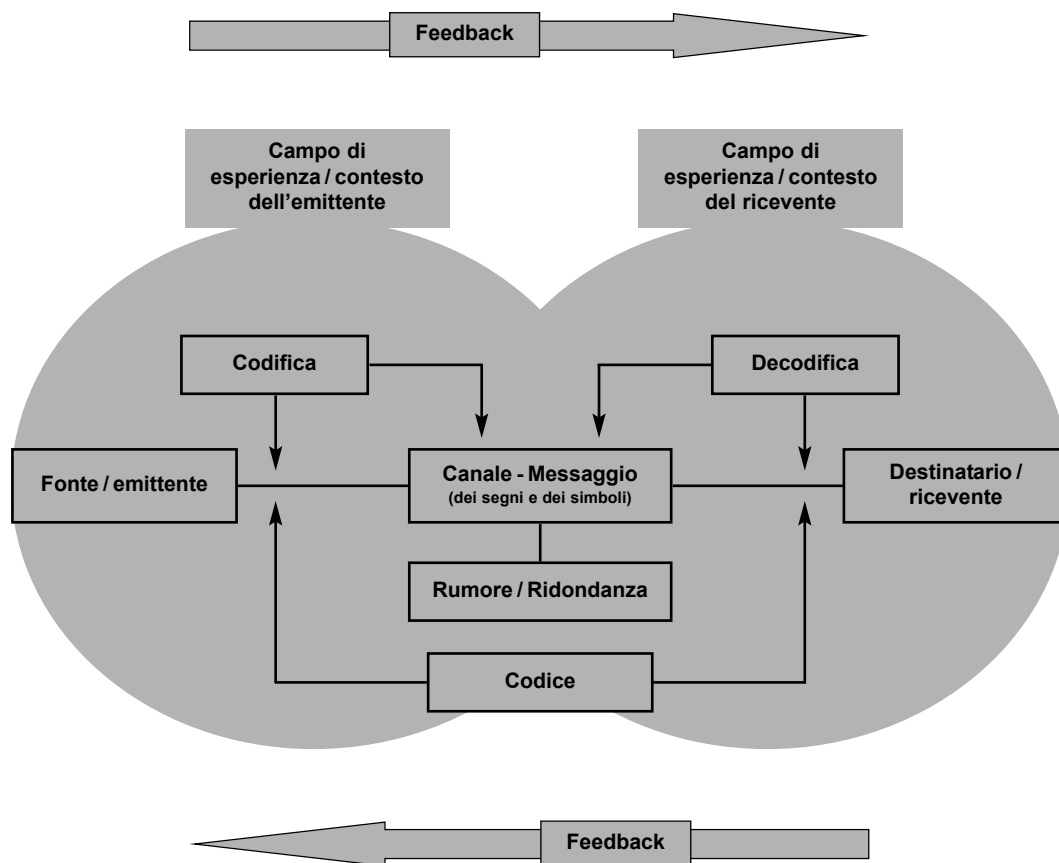 Feedback
Campo di
esperienza / contesto
dell'emittente
Campo di
esperienza / contesto
del ricevente
Codifica
Decodifica
Fonte / emittente
Canale - Messaggio
(dei segni e dei simboli)
Destinatario /
ricevente
Rumore / Ridondanza
Codice
Feedback